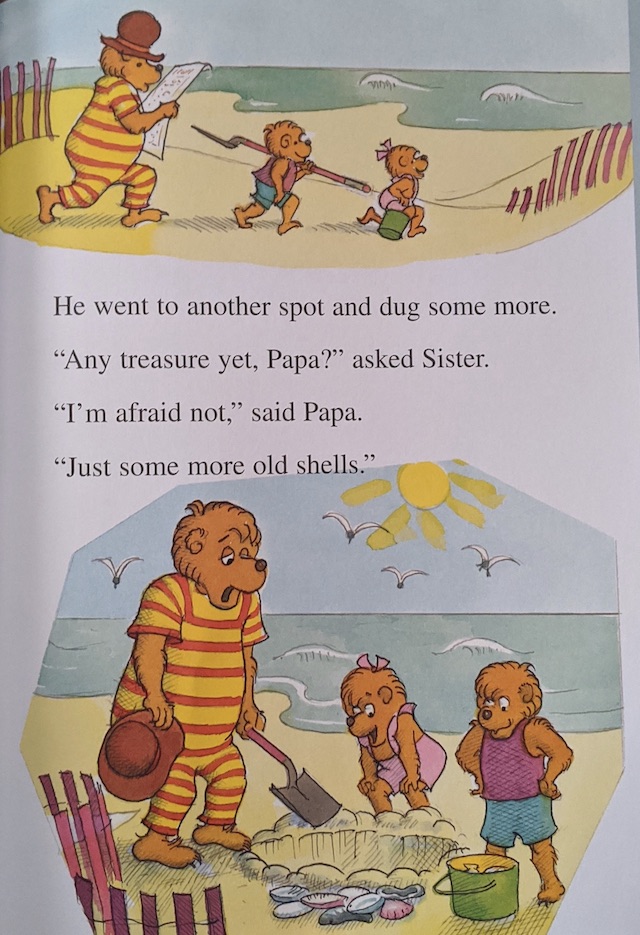 He went to another spot and dug some more.
“Any treasure yet, Papa?” asked Sister.
“I'm afraid not,” said Papa.
“Just some more old shells.”